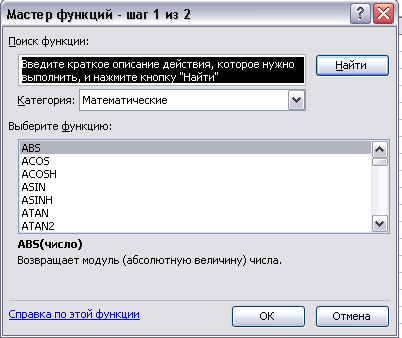 Мастер функций - шаг 1 из 2
Поиск функции:
Введите краткое описание действия, которое нужно
выполнить, и нажмите кнопку "Найти"
Найти
Категория: Математические
Выберите функцию:
ABS
ACOS
ACOSH
ASIN
ASINH
ATAN
ATAN2
ABS(число)
Возвращает модуль (абсолютную величину) числа.
Справка по этой функции
ОК
Отмена